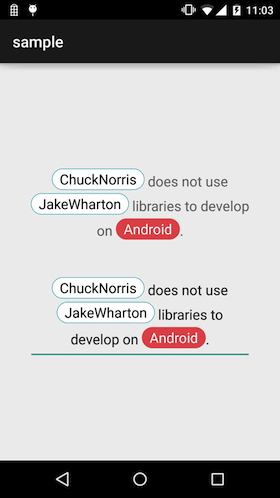 11:03
sample
ChuckNorris does not use
JakeWharton libraries to develop
on Android.
ChuckNorris does not use
JakeWharton libraries to
develop on Android.